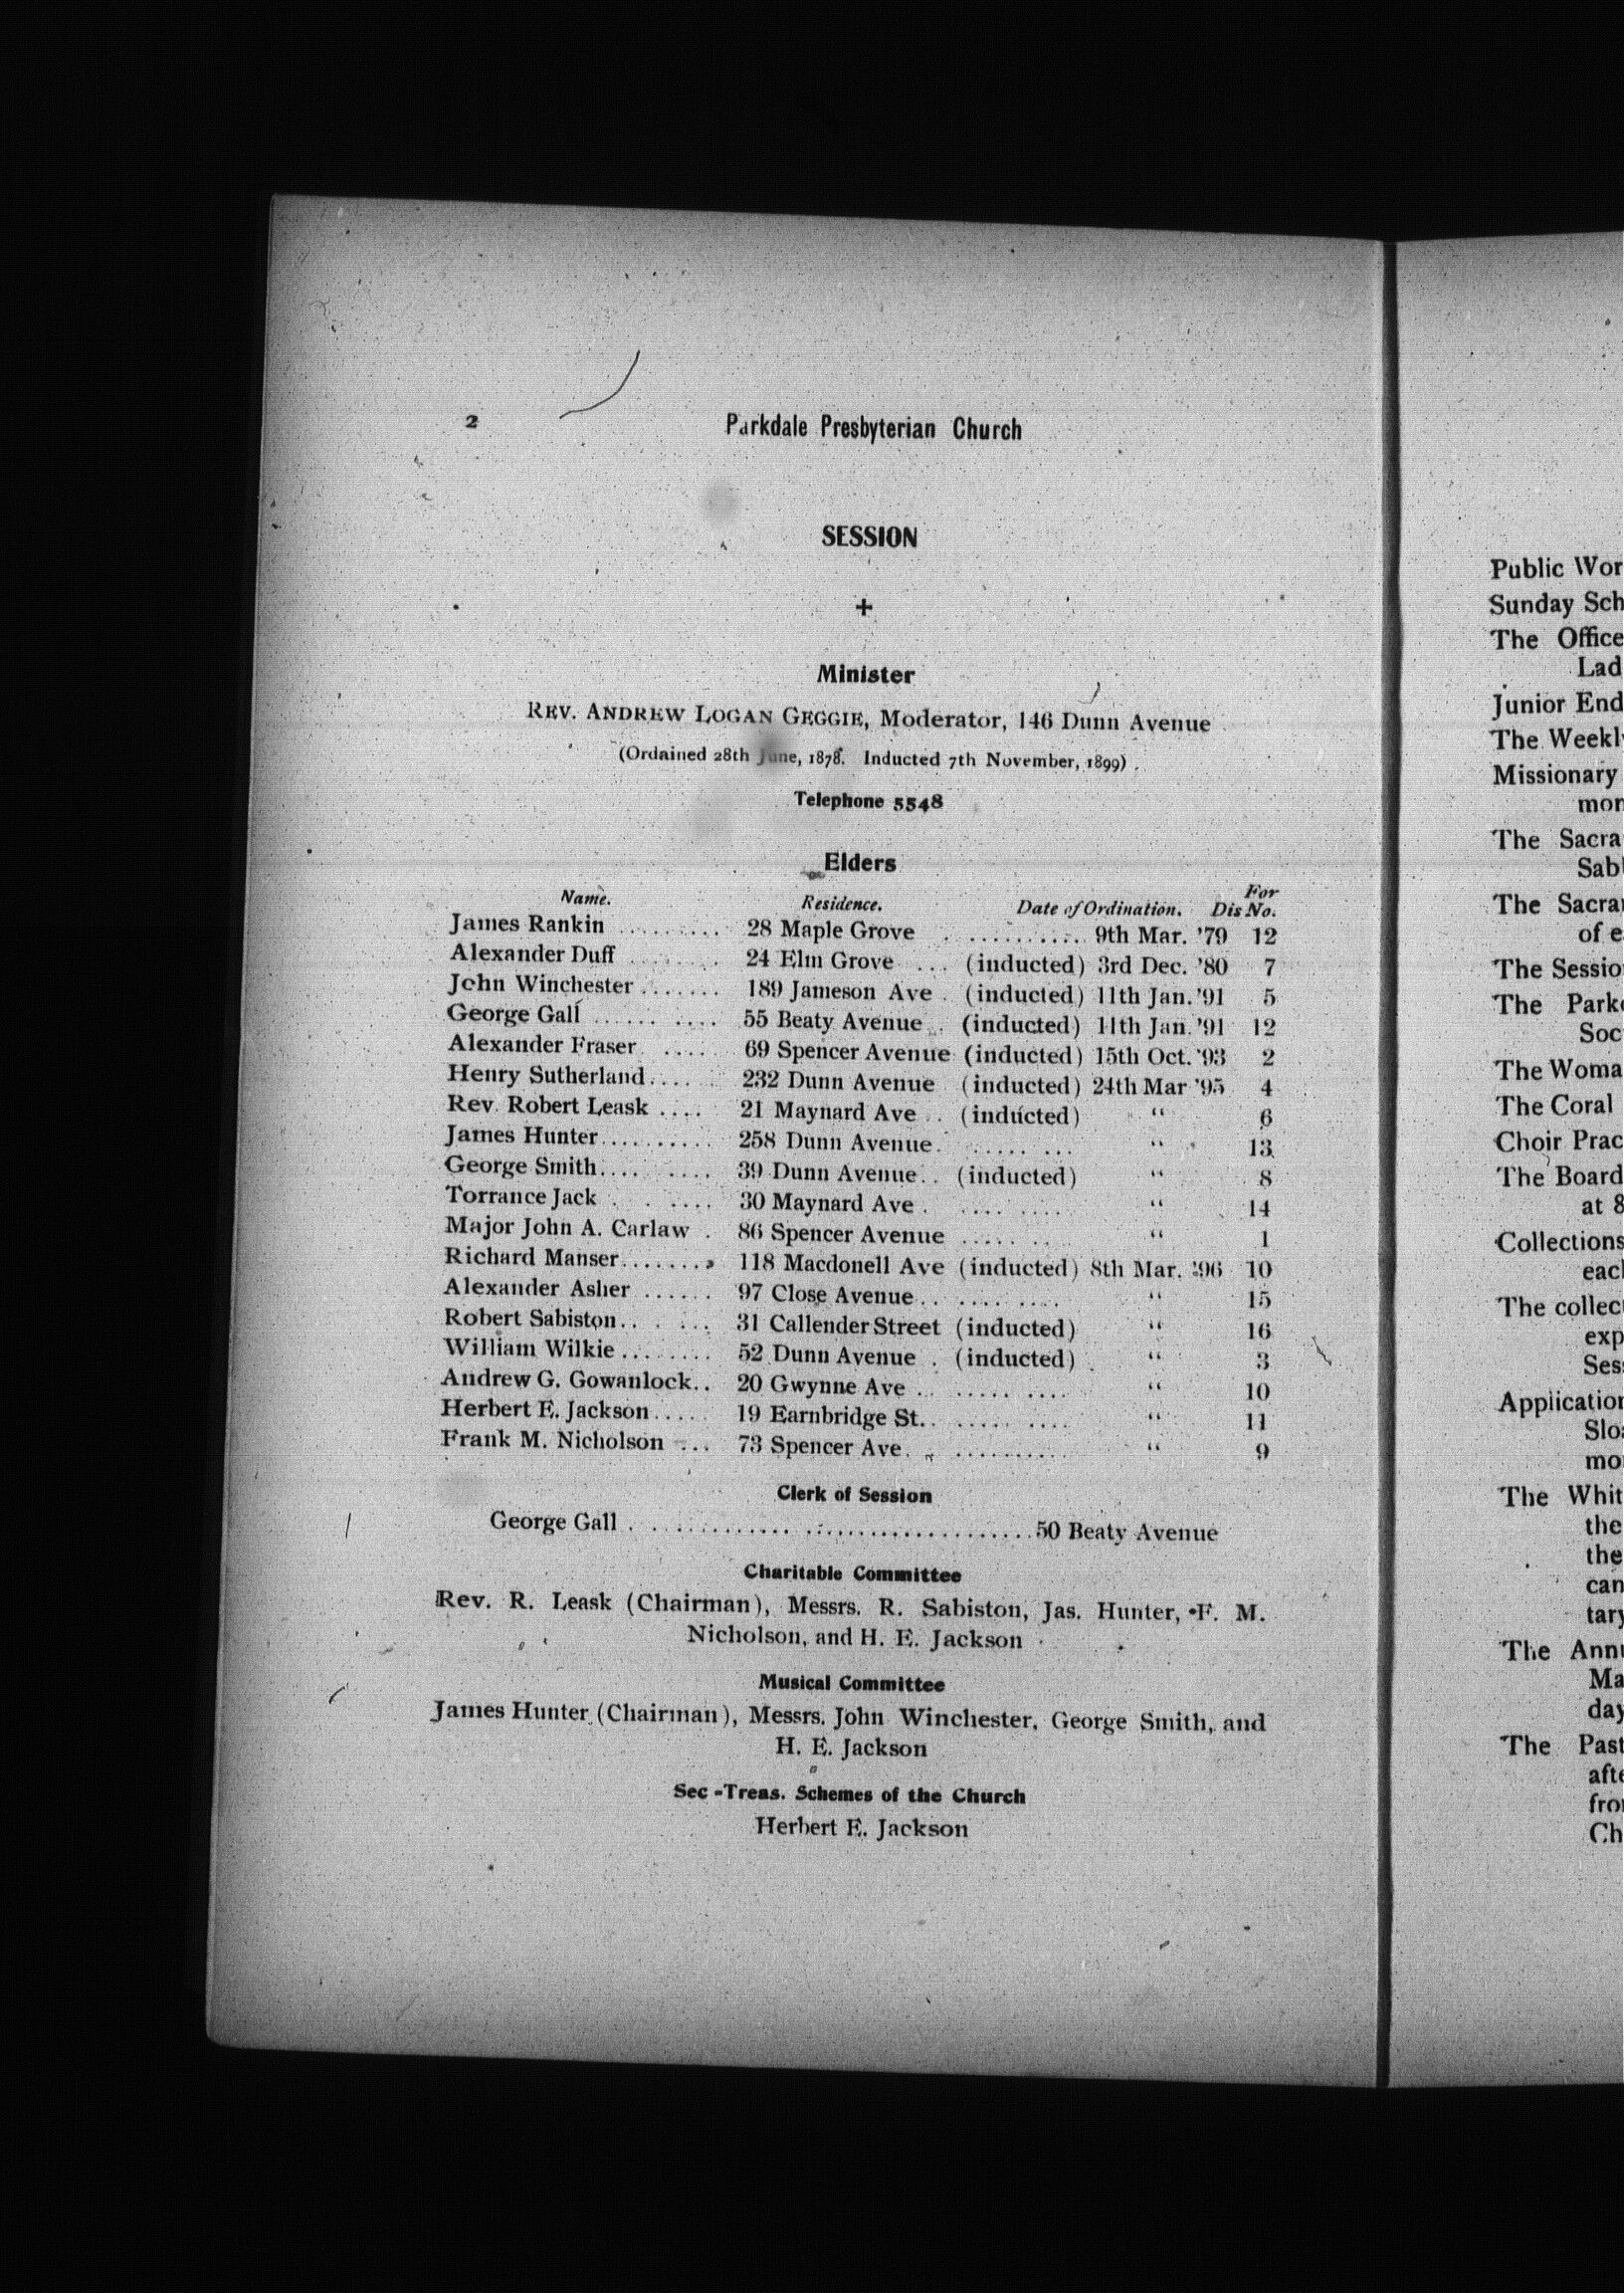 2
Parkdale Presbyterian Church
SESSION
+
Minister
REV. ANDREW LOGAN GEGGIE, Moderator, 146 Dunn Avenue
(Ordained 28th June, 1878. Inducted 7th November, 1899).
Telephone 5548
Elders
Name. Residence. Date of Ordination. For Dis No.
James Rankin .......... 28 Maple Grove . ........... 9th Mar. '79 12
Alexander Duff ......... 24 Elm Grove ... (inducted) 3rd Dec. '80 7
John Winchester ....... 189 Jameson Ave . (inducted) 11th Jan. '91 5
George Gall ...... .... 55 Beaty Avenue .. (inducted) 11th Jan. '91 12
Alexander Fraser. .... 69 Spencer Avenue (inducted) 15th Oct. '93 2
Henry Sutherland.... . 232 Dunn Avenue (inducted) 24th Mar '95 4
Rev. Robert Leask .... 21 Maynard Ave .. (inducted) “ 6
James Hunter.......... 258 Dunn Avenue. ..... ... “ 13
George Smith.... .... 39 Dunn Avenue.. (inducted) “ 8
Torrance Jack . . .... 30 Maynard Ave . .... .... “ 14
Major John A. Carlaw . 86 Spencer Avenue ..... .. “ 1
Richard Manser........ 118 Macdonell Ave (inducted) 8th Mar. '96 10
Alexander Asher ...... 97 Close Avenue.. .... .... “ 15
Robert Sabiston.. . ... 31 Callender Street (inducted) “ 16
William Wilkie ........ 52 Dunn Avenue . (inducted) . “ 3
Andrew G. Gowanlock.. 20 Gwynne Ave .. ..... .... “ 10
Herbert E. Jackson..... 19 Earnbridge St.. ..... .... “ 11
Frank M. Nicholson ... 73 Spencer Ave. . ........... “ 9
Clerk of Session
George Gall . . ............ .................... 50 Beaty Avenue
Charitable Committee
Rev. R. Leask (Chairman), Messrs. R. Sabiston, Jas. Hunter, F. M.
Nicholson, and H. E. Jackson
Musical Committee
James Hunter (Chairman), Messrs. John Winchester, George Smith, and
H. E. Jackson
Sec-Treas. Schemes of the Church
Herbert E. Jackson
Public Wor
Sunday Sch
The Office
Lad
Junior End
The Weekl
Missionary
mon
The Sacra
Sab
The Sacra
of e
The Sessio
The Park
Soc
The Woma
The Coral
Choir Prac
The Board
at 8
Collections
eac
The collec
exp
Ses
Application
Slo
mo
The Whit
the
the
can
tary
The Ann
Ma
day
The Past
afte
fro
Ch